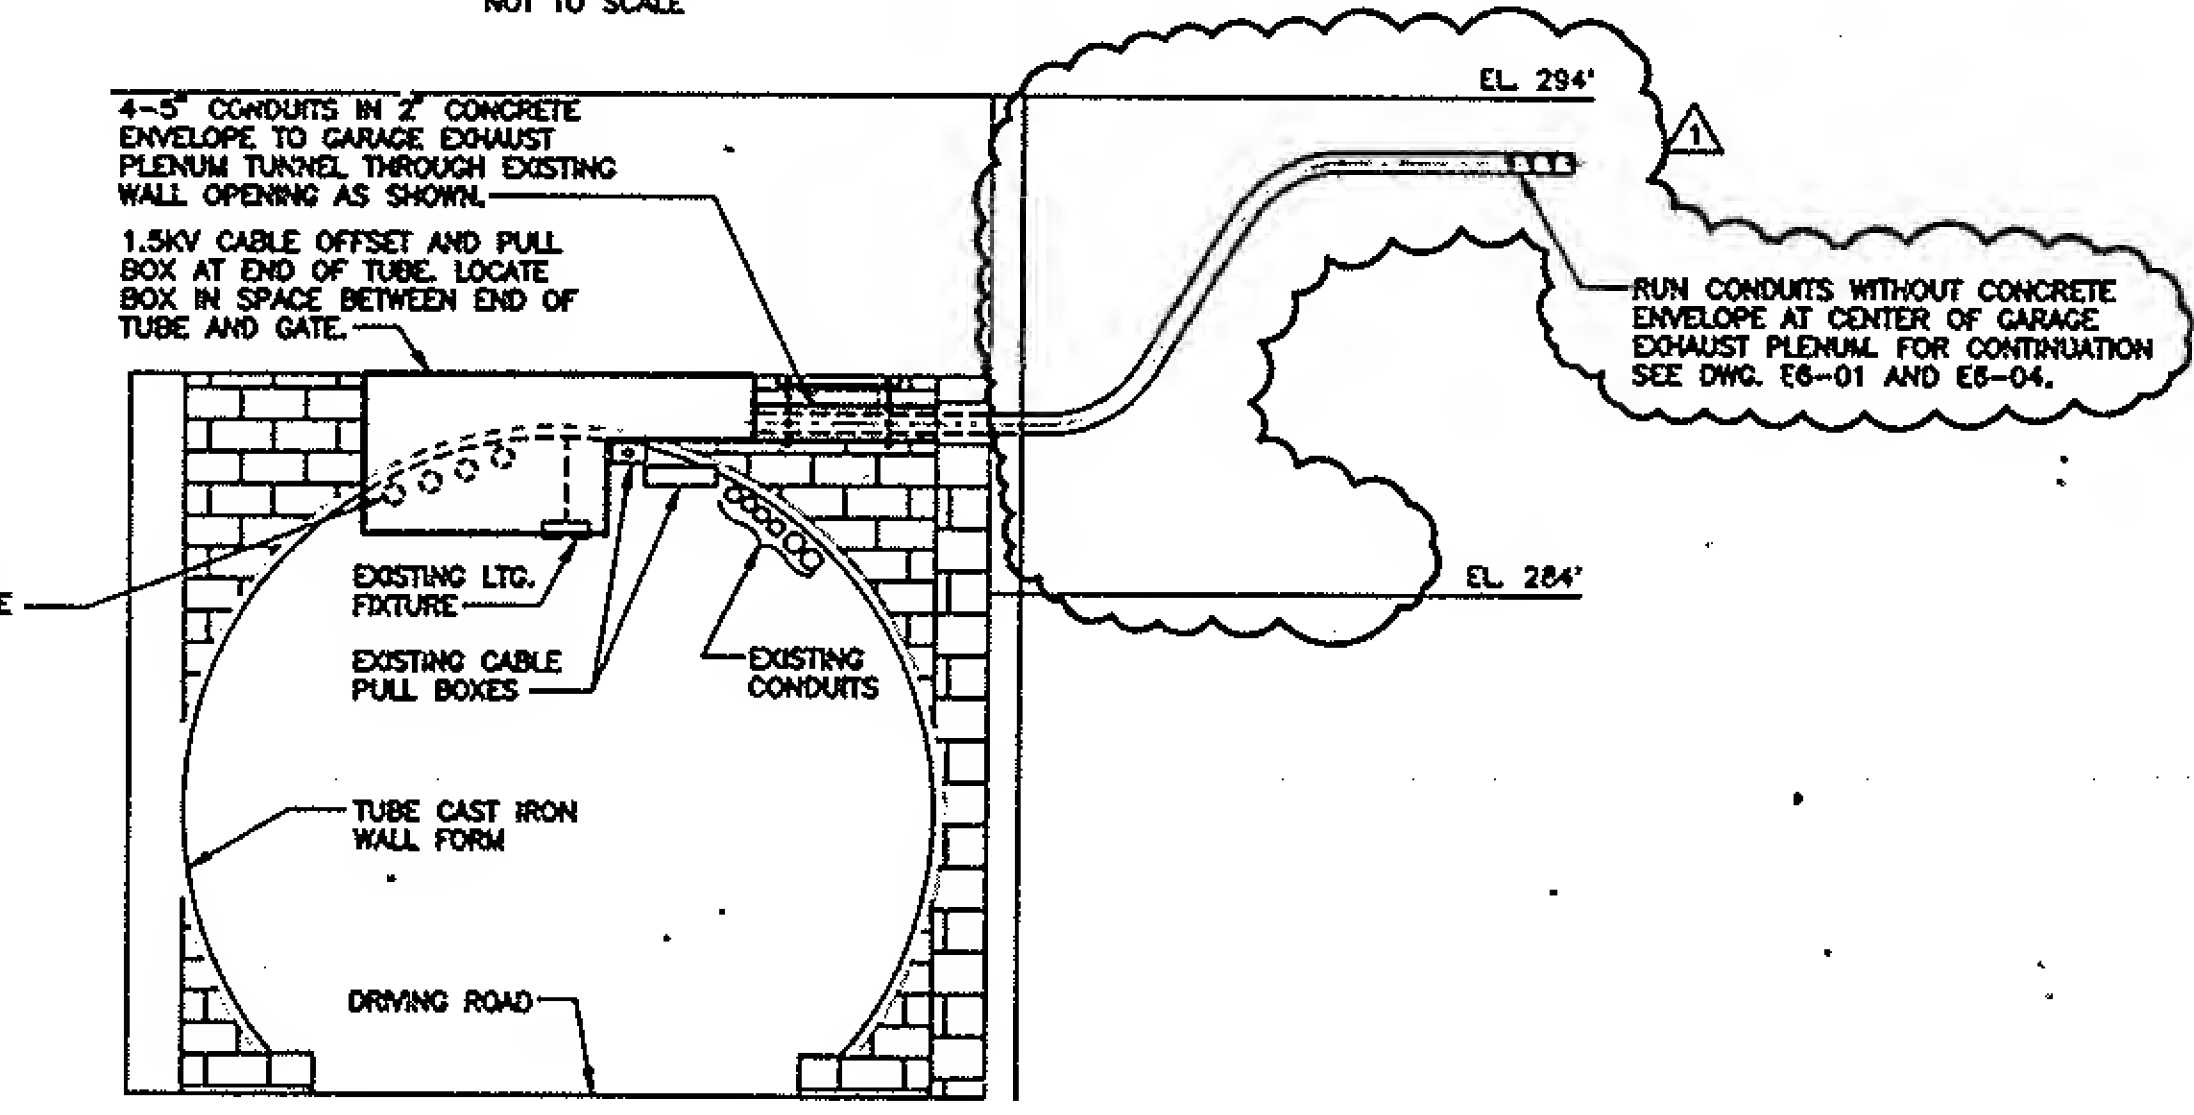 NOT TO SCALE
4-5" CONDUITS IN 2" CONCRETE
ENVELOPE TO GARAGE EXHAUST
PLENUM TUNNEL THROUGH EXISTING
WALL OPENING AS SHOWN.
1.5KV CABLE OFFSET AND PULL
BOX AT END OF TUBE. LOCATE
BOX IN SPACE BETWEEN END OF
TUBE AND GATE.
EL. 294'
1
RUN CONDUITS WITHOUT CONCRETE
ENVELOPE AT CENTER OF GARAGE
EXHAUST PLENUM. FOR CONTINUATION
SEE DWG. E6-01 AND E6-04.
EL. 284'
E
EXISTING LTG.
FIXTURE
EXISTING CABLE
PULL BOXES
EXISTING
CONDUITS
TUBE CAST IRON
WALL FORM
DRIVING ROAD